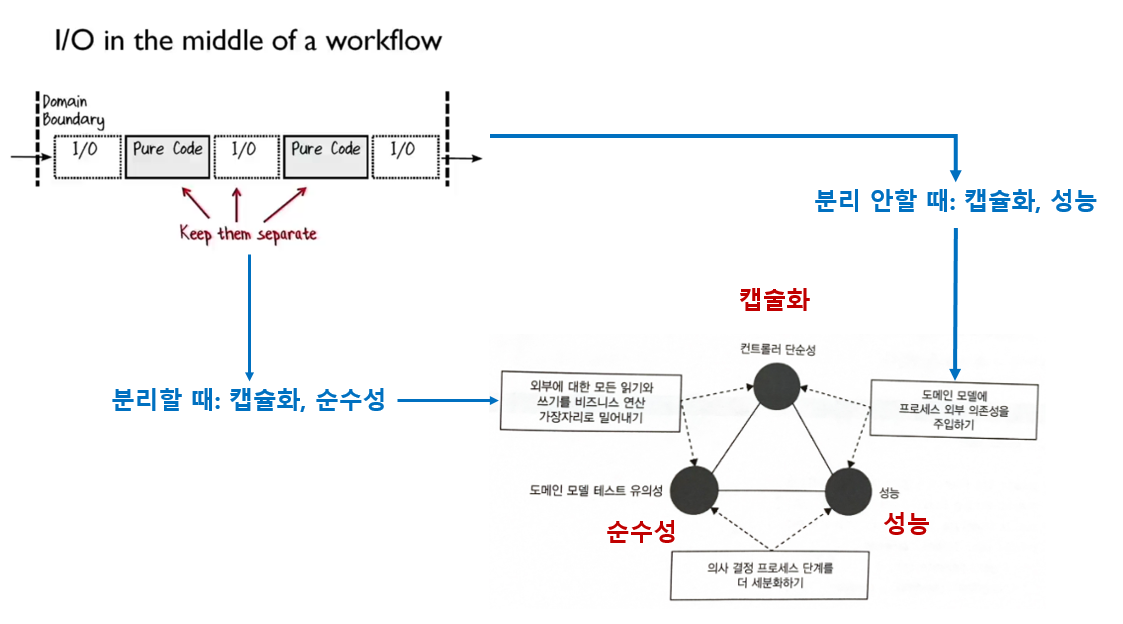 I/O in the middle of a workflow
Domain
Boundary
I/O
Pure Code
I/O
Pure Code
I/O
Keep them separate
분리 안할 때: 캡슐화, 성능
분리할 때: 캡슐화, 순수성
캡술화
컨트롤러 단순성
외부에 대한 모든 읽기와
쓰기를 비즈니스 연산
가장자리로 밀어내기
도메인 모델에
프로세스 외부 의존성을
주입하기
도메인 모델 테스트 유의성
성능
순수성
성능
의사 결정 프로세스 단계를
더 세분화하기